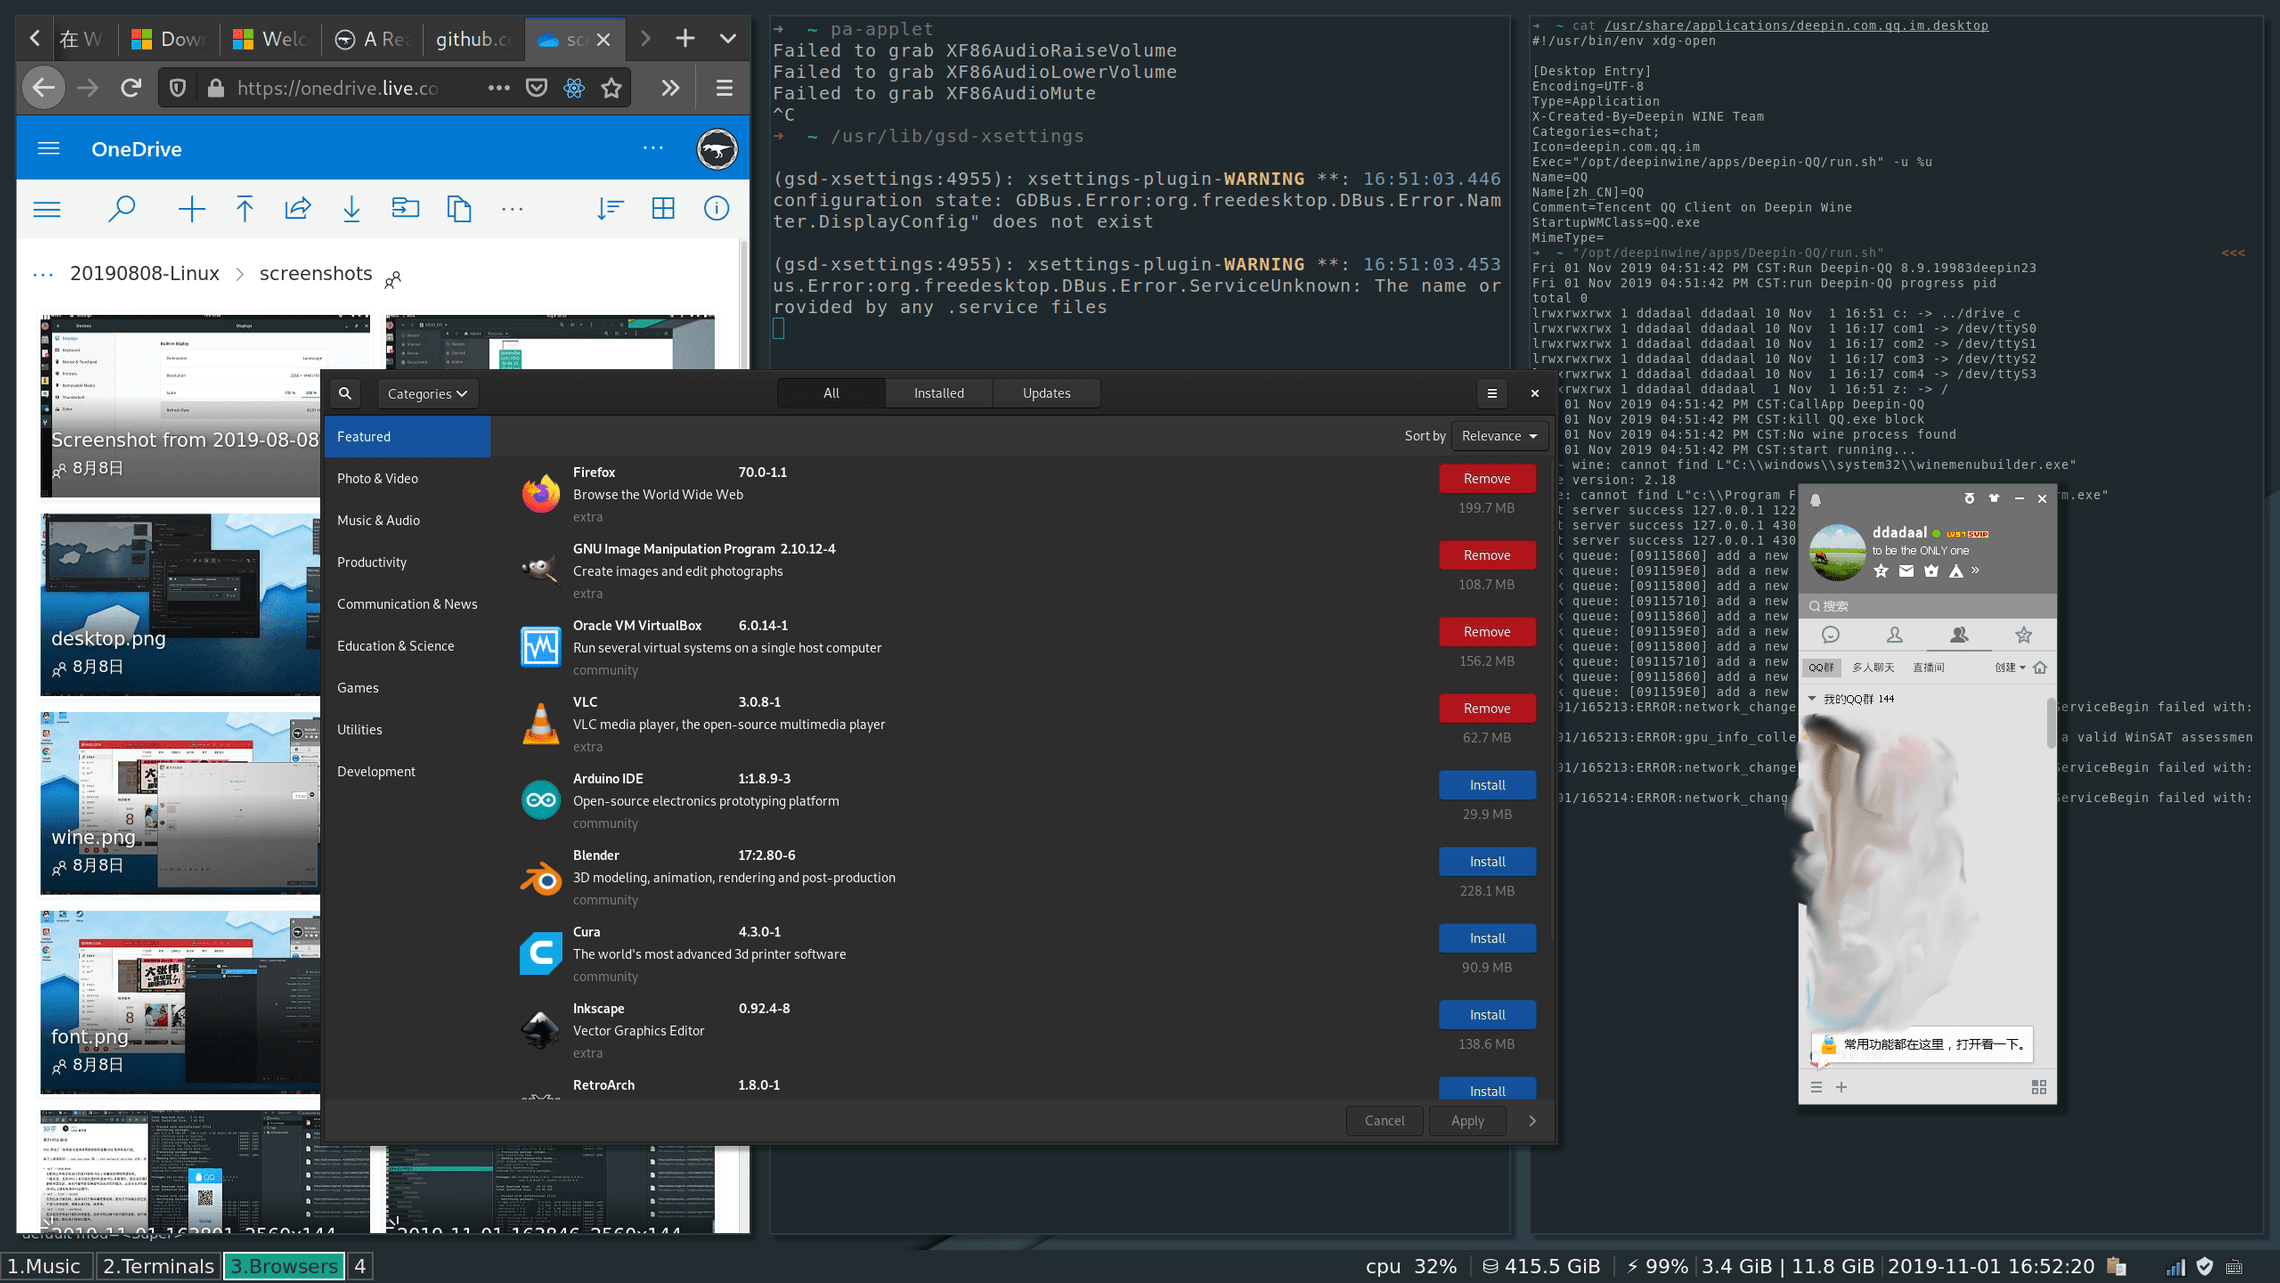 在 W
Down
Welc
A Rea
github.co
scr
https://onedrive.live.co
OneDrive
20190808-Linux > screenshots
Screenshot from 2019-08-08
8月8日
desktop.png
8月8日
wine.png
8月8日
font.png
8月8日
2019-11-01-163801_2560x144
2019-11-01-163846_2560x144
default mod=<Super>
➜ ~ pa-applet
Failed to grab XF86AudioRaiseVolume
Failed to grab XF86AudioLowerVolume
Failed to grab XF86AudioMute
^C
➜ ~ /usr/lib/gsd-xsettings
(gsd-xsettings:4955): xsettings-plugin-WARNING **: 16:51:03.446
configuration state: GDBus.Error:org.freedesktop.DBus.Error.Nam
ter.DisplayConfig" does not exist
(gsd-xsettings:4955): xsettings-plugin-WARNING **: 16:51:03.453
us.Error:org.freedesktop.DBus.Error.ServiceUnknown: The name or
rovided by any .service files
➜ ~ cat /usr/share/applications/deepin.com.qq.im.desktop
#!/usr/bin/env xdg-open
[Desktop Entry]
Encoding=UTF-8
Type=Application
X-Created-By=Deepin WINE Team
Categories=chat;
Icon=deepin.com.qq.im
Exec="/opt/deepinwine/apps/Deepin-QQ/run.sh" -u %u
Name=QQ
Name[zh_CN]=QQ
Comment=Tencent QQ Client on Deepin Wine
StartupWMClass=QQ.exe
MimeType=
➜ ~ "/opt/deepinwine/apps/Deepin-QQ/run.sh" <<<
Fri 01 Nov 2019 04:51:42 PM CST:Run Deepin-QQ 8.9.19983deepin23
Fri 01 Nov 2019 04:51:42 PM CST:run Deepin-QQ progress pid
total 0
lrwxrwxrwx 1 ddadaal ddadaal 10 Nov  1 16:51 c: -> ../drive_c
lrwxrwxrwx 1 ddadaal ddadaal 10 Nov  1 16:17 com1 -> /dev/ttyS0
lrwxrwxrwx 1 ddadaal ddadaal 10 Nov  1 16:17 com2 -> /dev/ttyS1
lrwxrwxrwx 1 ddadaal ddadaal 10 Nov  1 16:17 com3 -> /dev/ttyS2
lrwxrwxrwx 1 ddadaal ddadaal 10 Nov  1 16:17 com4 -> /dev/ttyS3
rwxrwx 1 ddadaal ddadaal  1 Nov  1 16:51 z: -> /
01 Nov 2019 04:51:42 PM CST:CallApp Deepin-QQ
01 Nov 2019 04:51:42 PM CST:kill QQ.exe block
01 Nov 2019 04:51:42 PM CST:No wine process found
01 Nov 2019 04:51:42 PM CST:start running...
wine: cannot find L"C:\\windows\\system32\\winemenubuilder.exe"
e version: 2.18
: cannot find L"c:\\Program F rm.exe"
t server success 127.0.0.1 122
t server success 127.0.0.1 430
t server success 127.0.0.1 430
k queue: [09115860] add a new
k queue: [091159E0] add a new
k queue: [09115800] add a new
k queue: [09115710] add a new
k queue: [09115860] add a new
k queue: [091159E0] add a new
k queue: [09115800] add a new
k queue: [09115710] add a new
k queue: [09115860] add a new
k queue: [091159E0] add a new
01/165213:ERROR:network_change ServiceBegin failed with:
01/165213:ERROR:gpu_info_colle a valid WinSAT assessmen
01/165213:ERROR:network_change ServiceBegin failed with:
01/165214:ERROR:network_chang ServiceBegin failed with:
Categories
All
Installed
Updates
Featured
Photo & Video
Music & Audio
Productivity
Communication & News
Education & Science
Games
Utilities
Development
Sort by Relevance
Firefox 70.0-1.1
Browse the World Wide Web
extra
Remove
199.7 MB
GNU Image Manipulation Program 2.10.12-4
Create images and edit photographs
extra
Remove
108.7 MB
Oracle VM VirtualBox 6.0.14-1
Run several virtual systems on a single host computer
community
Remove
156.2 MB
VLC 3.0.8-1
VLC media player, the open-source multimedia player
extra
Remove
62.7 MB
Arduino IDE 1:1.8.9-3
Open-source electronics prototyping platform
community
Install
29.9 MB
Blender 17:2.80-6
3D modeling, animation, rendering and post-production
community
Install
228.1 MB
Cura 4.3.0-1
The world's most advanced 3d printer software
community
Install
90.9 MB
Inkscape 0.92.4-8
Vector Graphics Editor
extra
Install
138.6 MB
RetroArch 1.8.0-1
Install
Cancel
Apply
ddadaal LV97 SVIP
to be the ONLY one
搜索
QQ群 多人聊天 直播间 创建
我的QQ群 144
常用功能都在这里，打开看一下。
1.Music 2.Terminals 3.Browsers 4
cpu 32% 415.5 GiB 99% 3.4 GiB | 11.8 GiB 2019-11-01 16:52:20